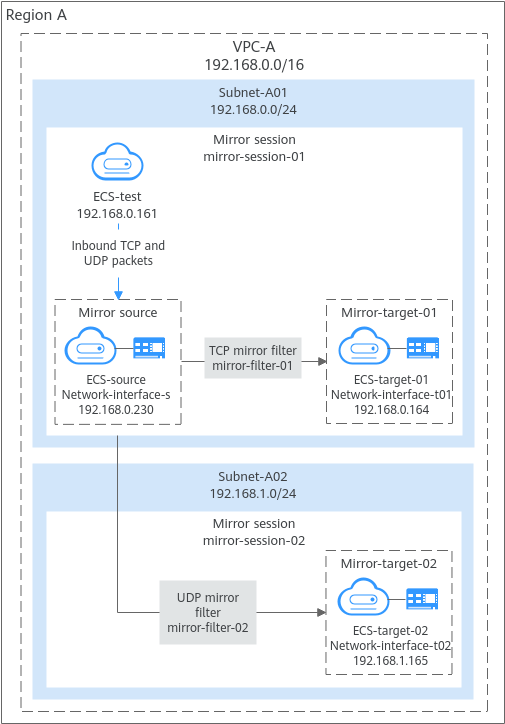 Region A
VPC-A
192.168.0.0/16
Subnet-A01
192.168.0.0/24
Mirror session
mirror-session-01
ECS-test
192.168.0.161
Inbound TCP and
UDP packets
Mirror source
ECS-source
Network-interface-s
192.168.0.230
TCP mirror filter
mirror-filter-01
Mirror-target-01
ECS-target-01
Network-interface-t01
192.168.0.164
Subnet-A02
192.168.1.0/24
Mirror session
mirror-session-02
UDP mirror
filter
mirror-filter-02
Mirror-target-02
ECS-target-02
Network-interface-t02
192.168.1.165